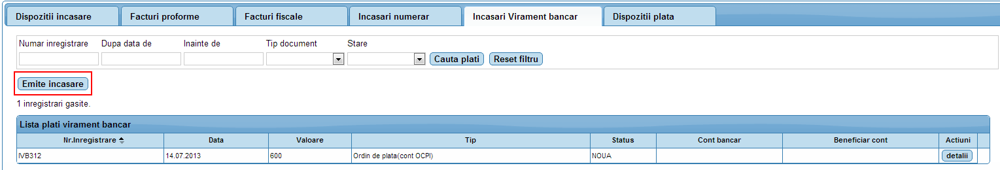 Dispozitii incasare Facturi proforme Facturi fiscale Incasari numerar Incasari Virament bancar Dispozitii plata
Numar inregistrare Dupa data de Inainte de Tip document Stare
Cauta plati Reset filtru
Emite incasare
1 inregistrari gasite.
Lista plati virament bancar
Nr.Inregistrare Data Valoare Tip Status Cont bancar Beneficiar cont Actiuni
IVB312 14.07.2013 600 Ordin de plata(cont OCPI) NOUA detalii